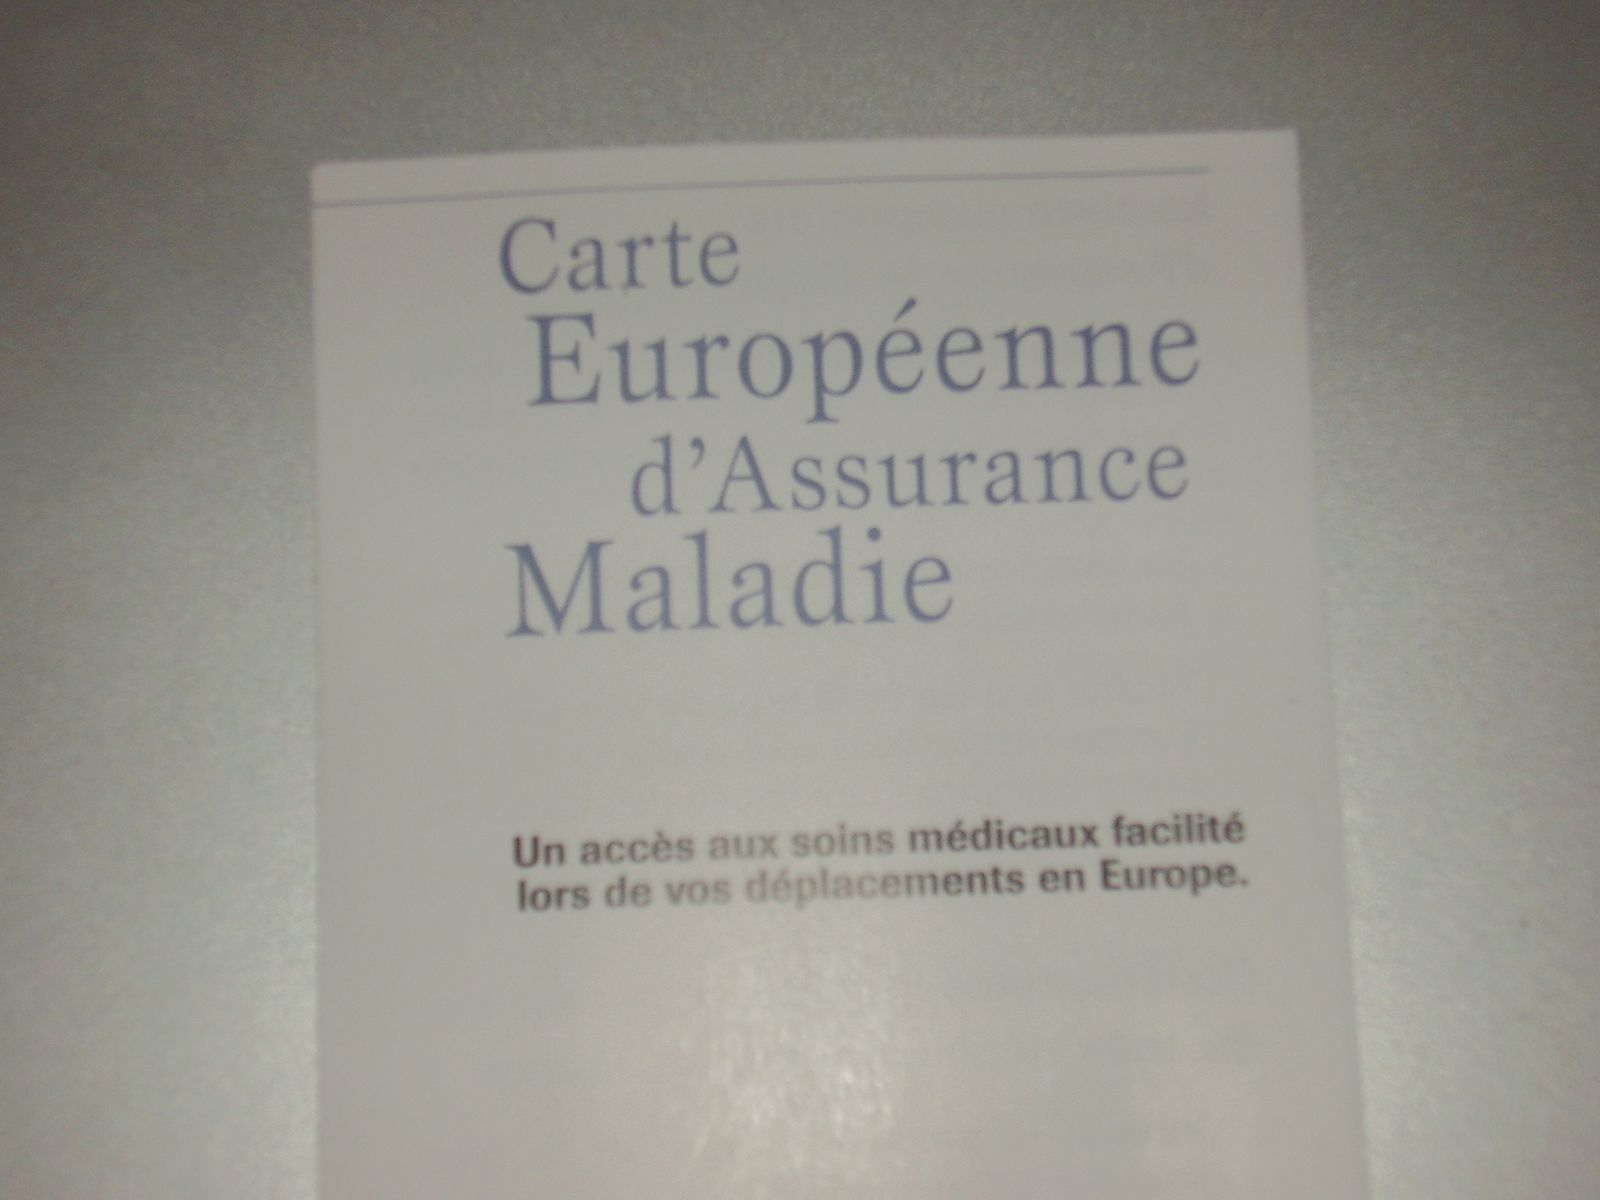 Carte
Européenne
d’Assurance
Maladie
Un accès aux soins médicaux facilité
lors de vos déplacements en Europe.